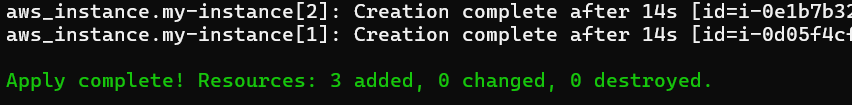 aws_instance.my-instance[2]: Creation complete after 14s [id=i-0e1b7b32
aws_instance.my-instance[1]: Creation complete after 14s [id=i-0d05f4cf
Apply complete! Resources: 3 added, 0 changed, 0 destroyed.